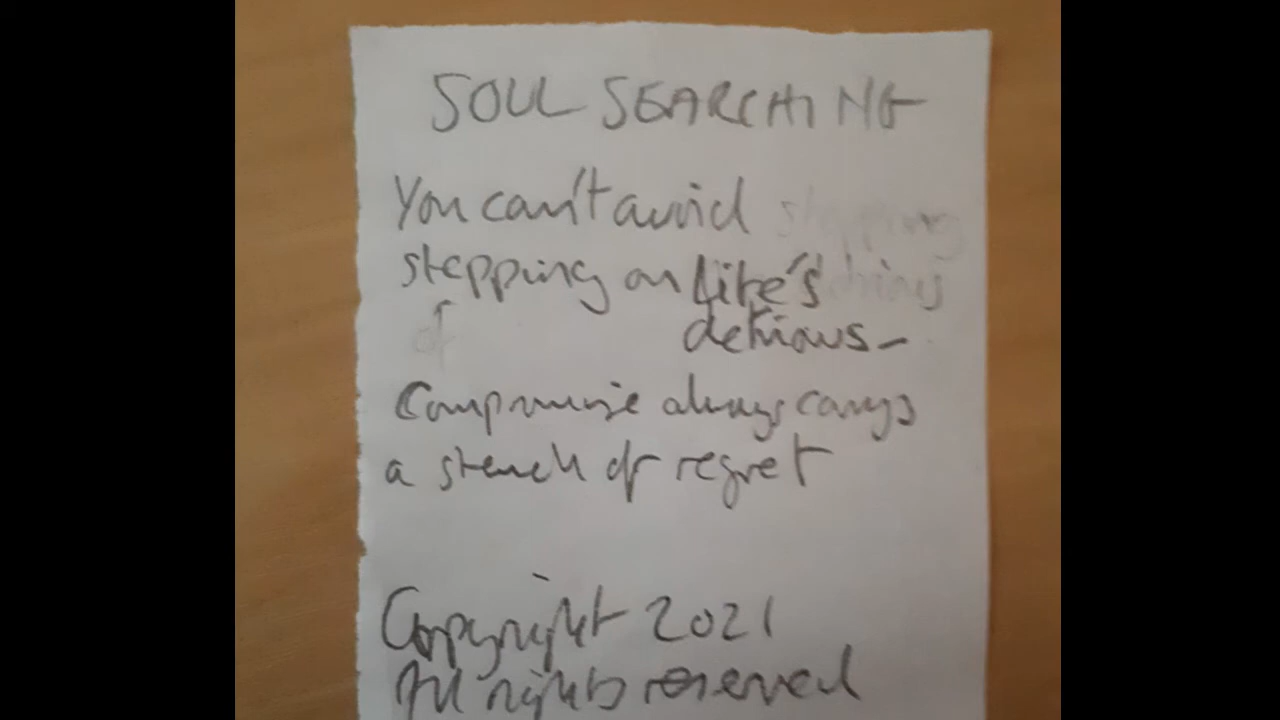 SOUL SEARCHING
You can't avoid
stepping on Life's
detrious -
Compromise always carrys
a stench of regret
Copyright 2021
All rights reserved